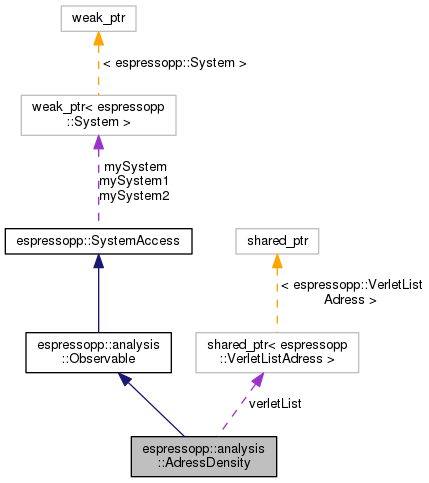 weak_ptr
< espressopp::System >
weak_ptr< espressopp
::System >
mySystem
mySystem1
mySystem2
espressopp::SystemAccess
shared_ptr
< espressopp::VerletList
Adress >
espressopp::analysis
::Observable
shared_ptr< espressopp
::VerletListAdress >
verletList
espressopp::analysis
::AdressDensity